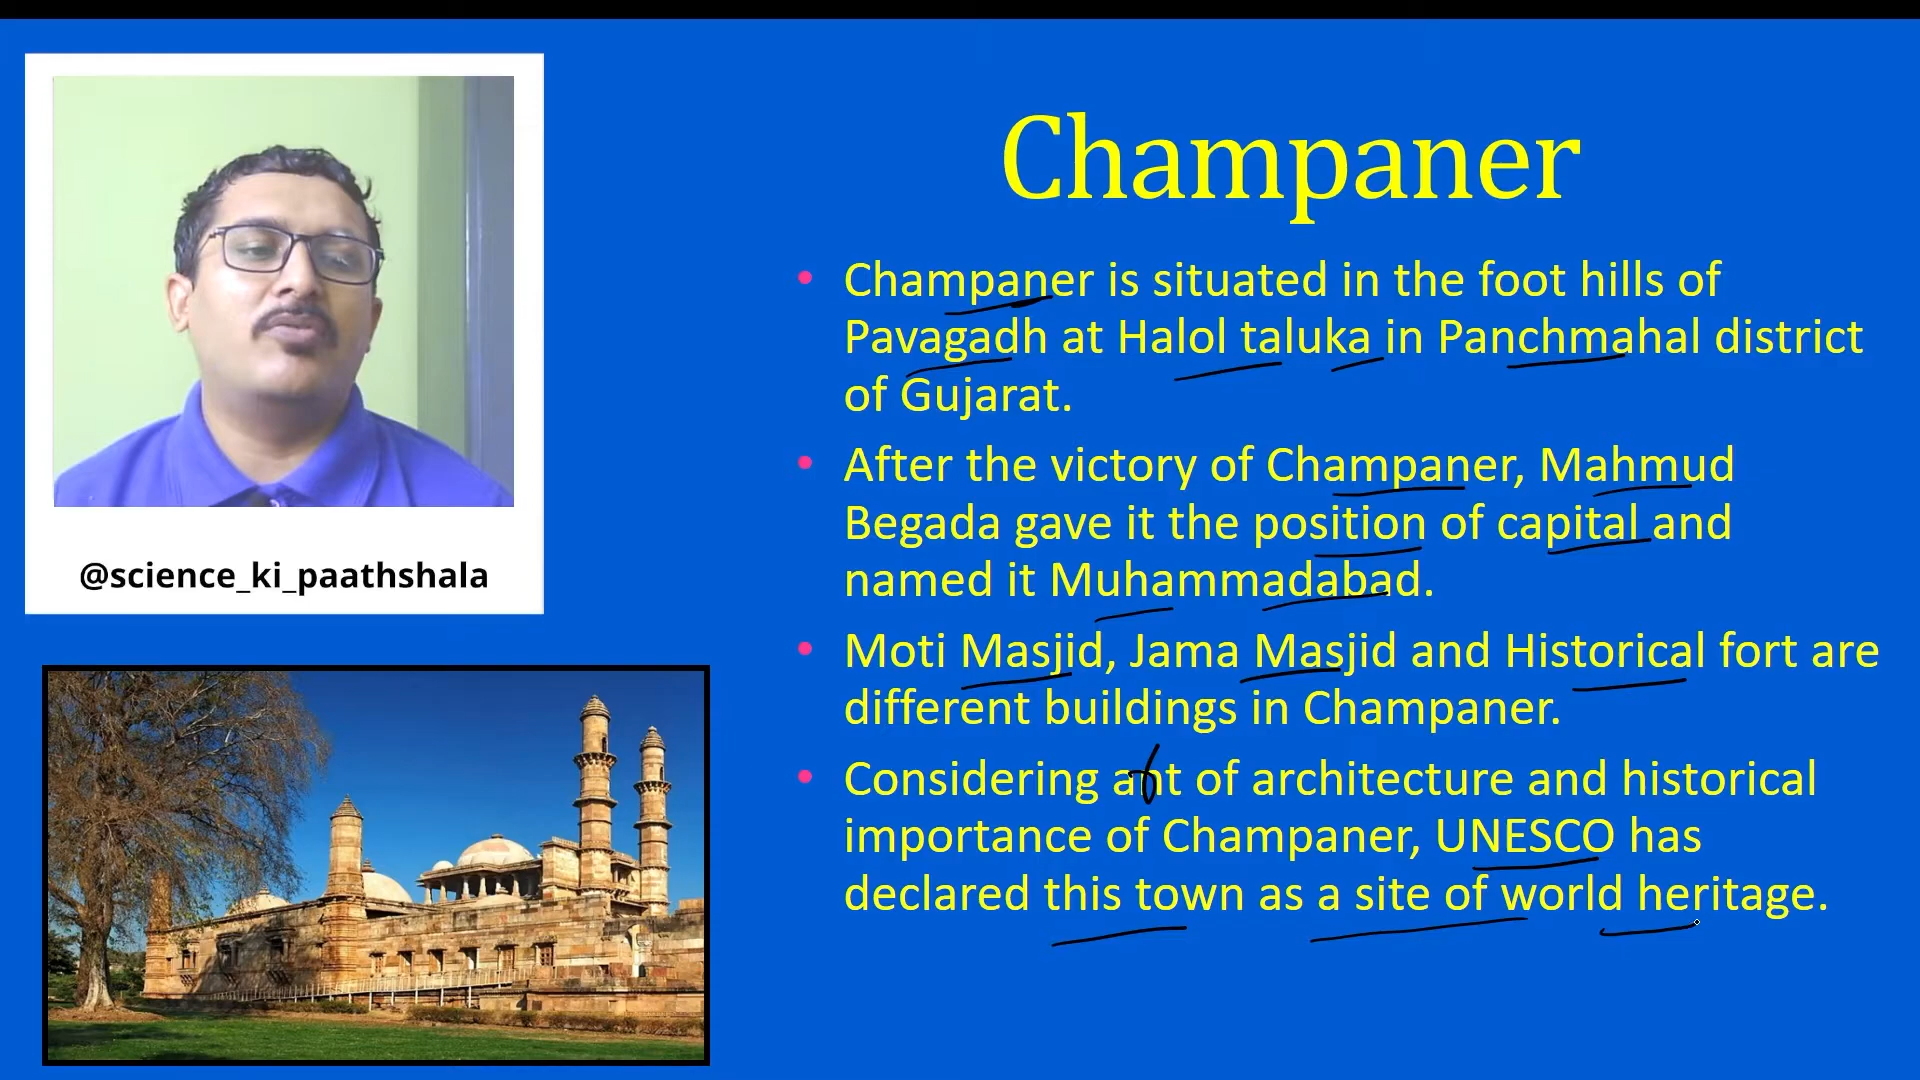 Champaner
• Champaner is situated in the foot hills of
Pavagadh at Halol taluka in Panchmahal district
of Gujarat.
• After the victory of Champaner, Mahmud
Begada gave it the position of capital and
named it Muhammadabad.
• Moti Masjid, Jama Masjid and Historical fort are
different buildings in Champaner.
• Considering ant of architecture and historical
importance of Champaner, UNESCO has
declared this town as a site of world heritage.
@science_ki_paathshala